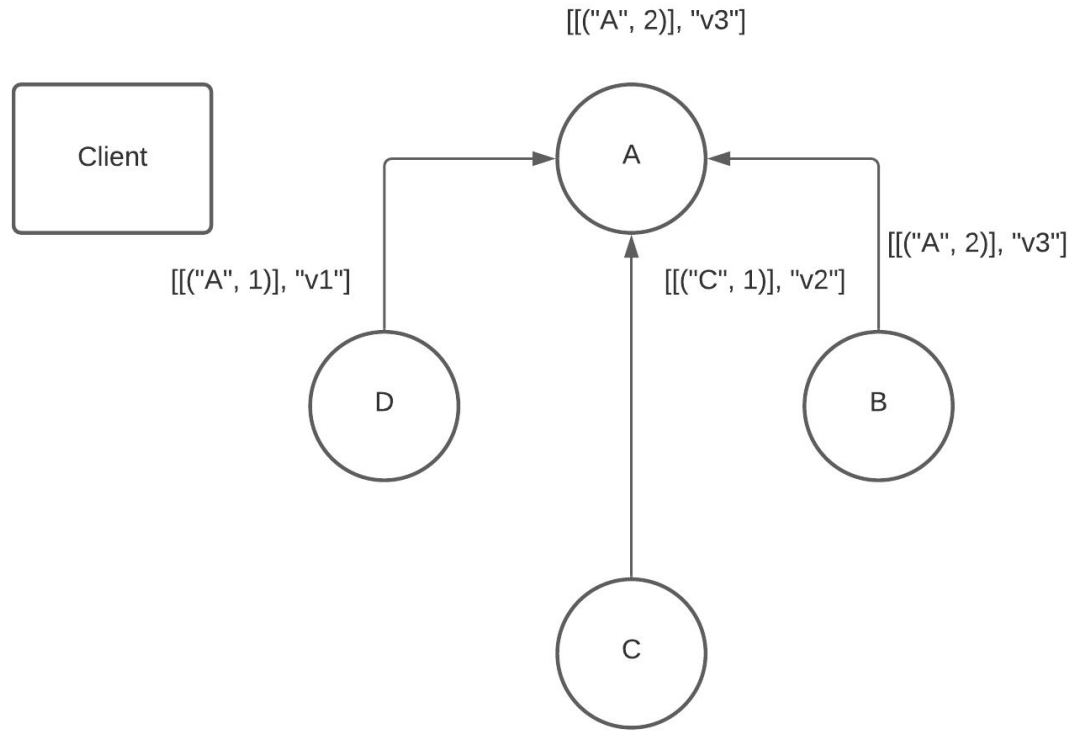 [[("A", 2)], "v3"]
Client
A
[[("A", 2)], "v3"]
[[("A", 1)], "v1"]
[[("C", 1)], "v2"]
D
B
C